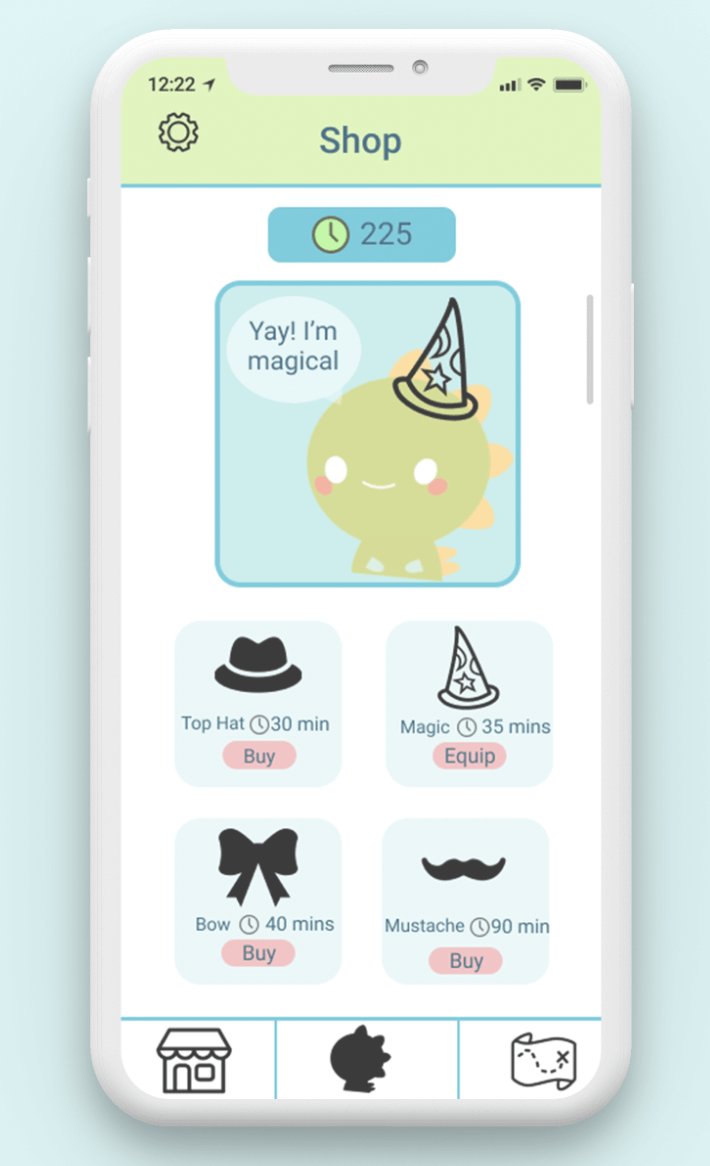 12:22
Shop
225
Yay! I'm
magical
Top Hat 30 min
Buy
Magic 35 mins
Equip
Bow 40 mins
Buy
Mustache 90 min
Buy